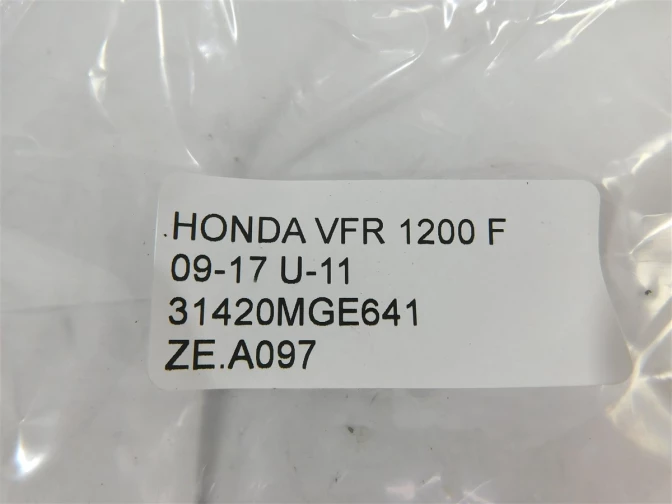 HONDA VFR 1200 F
09-17 U-11
31420MGE641
ZE.A097